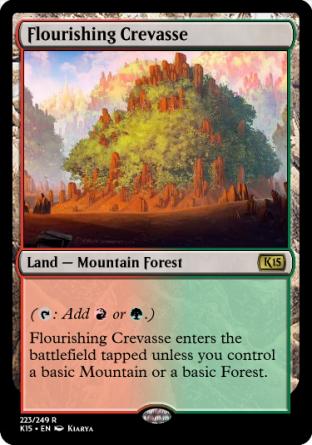 Flourishing Crevasse
Land — Mountain Forest
K15
(: Add or .)
Flourishing Crevasse enters the
battlefield tapped unless you control
a basic Mountain or a basic Forest.
223/249 R
K15 • EN Kiarya